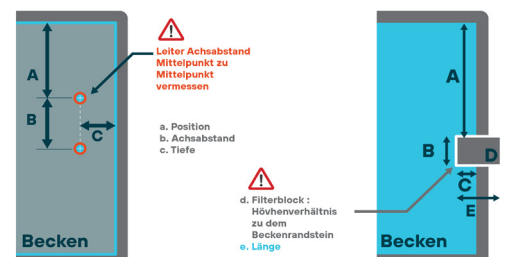 Leiter Achsabstand
Mittelpunkt zu
Mittelpunkt
vermessen
A
B
C
a. Position
b. Achsabstand
c. Tiefe
Becken
d. Filterblock :
Hövhenverhältnis
zu dem
Beckenrandstein
e. Länge
A
B
C
D
E
Becken